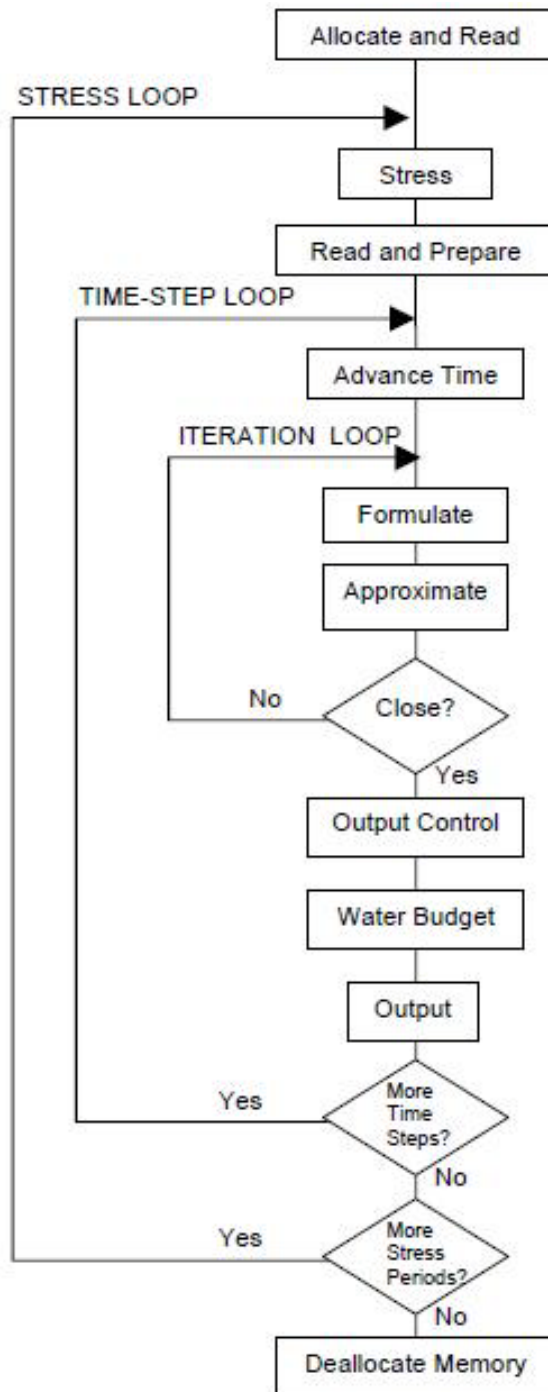 Allocate and Read
STRESS LOOP
Stress
Read and Prepare
TIME-STEP LOOP
Advance Time
ITERATION LOOP
Formulate
Approximate
No
Close?
Yes
Output Control
Water Budget
Output
Yes
More
Time
Steps?
No
Yes
More
Stress
Periods?
No
Deallocate Memory